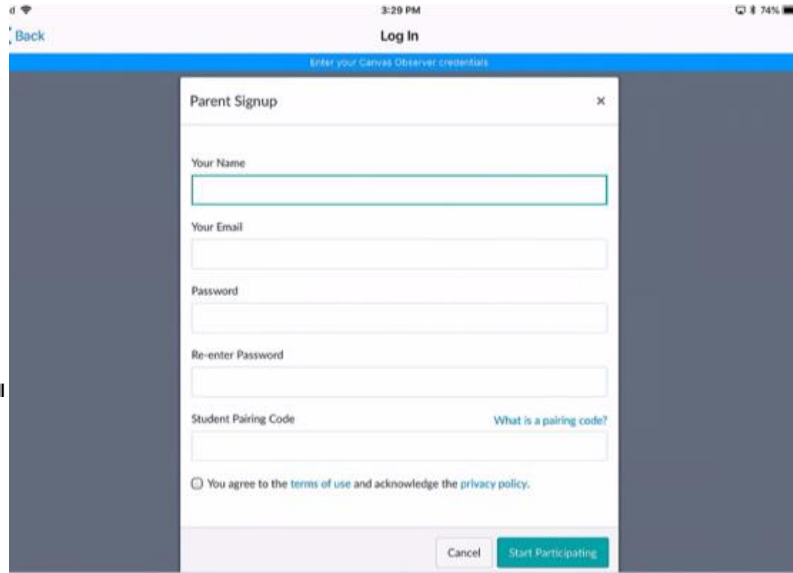 3:29 PM
74%
Back
Log In
Enter your Canvas Observer credentials
Parent Signup
Your Name
Your Email
Password
Re-enter Password
Student Pairing Code What is a pairing code?
You agree to the terms of use and acknowledge the privacy policy.
Cancel Start Participating